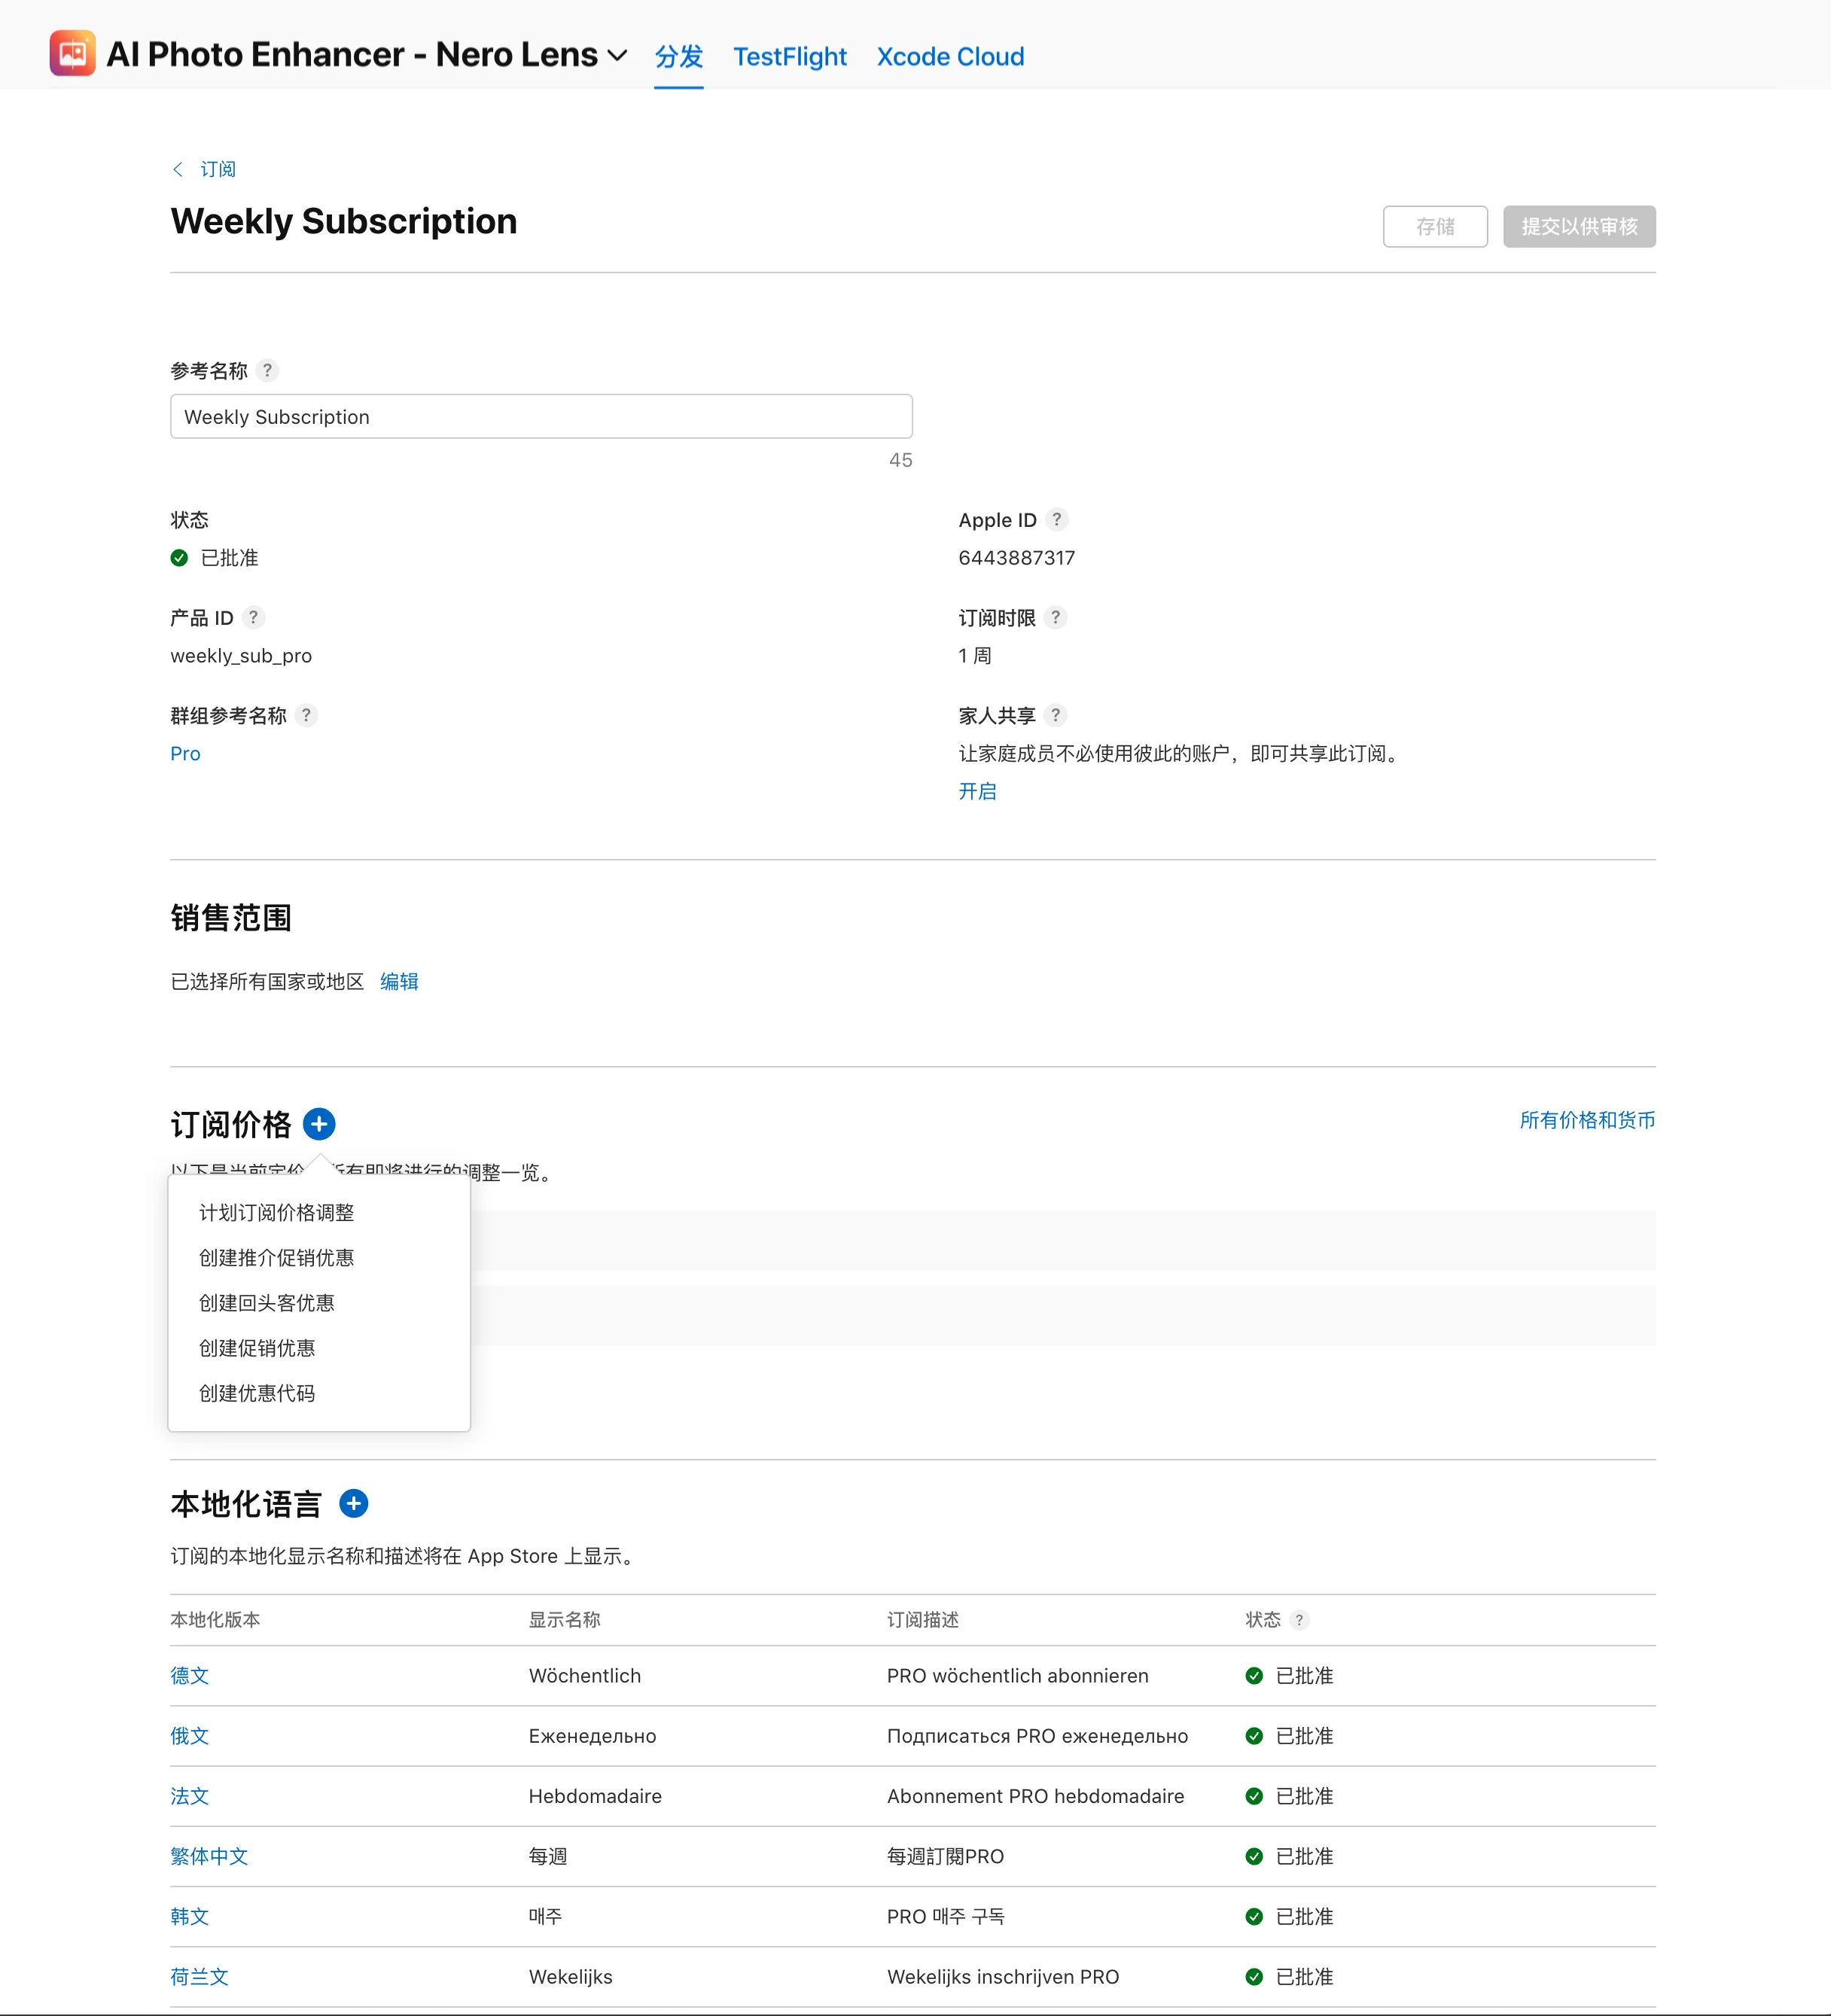 AI Photo Enhancer - Nero Lens 分发 TestFlight Xcode Cloud
订阅
Weekly Subscription
存储 提交以供审核
参考名称 ?
Weekly Subscription
45
状态 Apple ID ?
已批准 6443887317
产品 ID ? 订阅时限 ?
weekly_sub_pro 1 周
群组参考名称 ? 家人共享 ?
Pro 让家庭成员不必使用彼此的账户，即可共享此订阅。
开启
销售范围
已选择所有国家或地区 编辑
订阅价格 所有价格和货币
以下是当前定价 所有即将进行的调整一览。
计划订阅价格调整
创建推介促销优惠
创建回头客优惠
创建促销优惠
创建优惠代码
本地化语言
订阅的本地化显示名称和描述将在 App Store 上显示。
本地化版本 显示名称 订阅描述 状态 ?
德文 Wöchentlich PRO wöchentlich abonnieren 已批准
俄文 Еженедельно Подписаться PRO еженедельно 已批准
法文 Hebdomadaire Abonnement PRO hebdomadaire 已批准
繁体中文 每週 每週訂閱PRO 已批准
韩文 매주 PRO 매주 구독 已批准
荷兰文 Wekelijks Wekelijks inschrijven PRO 已批准